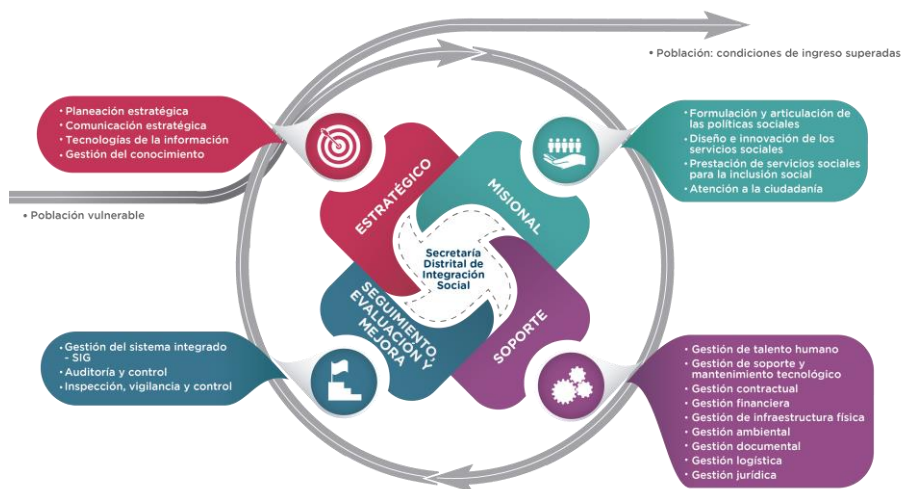 • Población: condiciones de ingreso superadas
• Planeación estratégica
• Comunicación estratégica
• Tecnologías de la información
• Gestión del conocimiento
• Población vulnerable
• Formulación y articulación de
las políticas sociales
• Diseño e innovación de los
servicios sociales
• Prestación de servicios sociales
para la inclusión social
• Atención a la ciudadanía
ESTRATÉGICO
MISIONAL
Secretaría
Distrital de
Integración
Social
SEGUIMIENTO,
EVALUACIÓN Y
MEJORA
SOPORTE
• Gestión del sistema integrado
- SIG
• Auditoría y control
• Inspección, vigilancia y control
• Gestión de talento humano
• Gestión de soporte y
mantenimiento tecnológico
• Gestión contractual
• Gestión financiera
• Gestión de infraestructura física
• Gestión ambiental
• Gestión documental
• Gestión logística
• Gestión jurídica